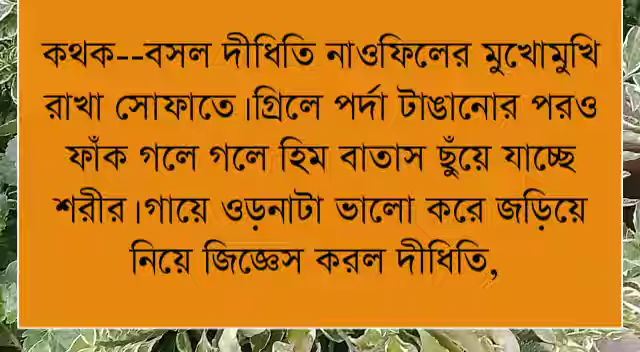 কথক--বসল দীধিতি নাওফিলের মুখোমুখি
রাখা সোফাতে।গ্রিলে পর্দা টাঙানোর পরও
ফাঁক গলে গলে হিম বাতাস ছুঁয়ে যাচ্ছে
শরীর।গায়ে ওড়নাটা ভালো করে জড়িয়ে
নিয়ে জিজ্ঞেস করল দীধিতি,